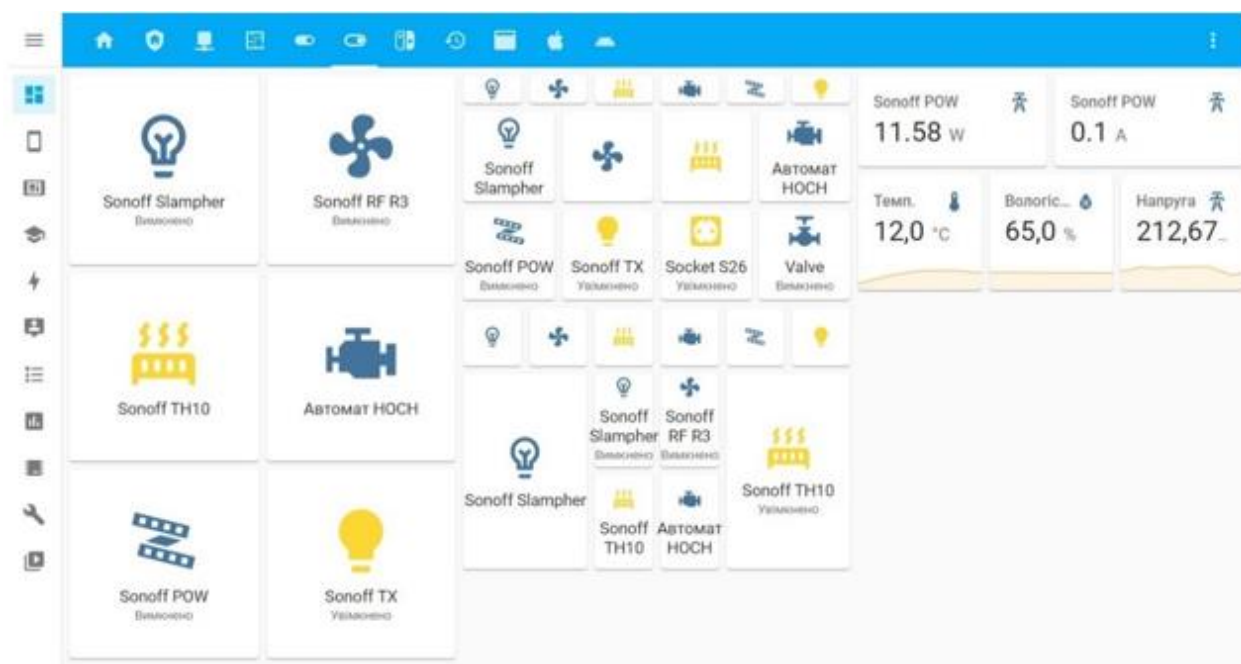 Sonoff Slampher
Вимкнено
Sonoff RF R3
Вимкнено
Sonoff TH10
Автомат НОСН
Sonoff POW
Вимкнено
Sonoff TX
Увімкнено
Sonoff
Slampher
Автомат
НОСН
Sonoff POW
Вимкнено
Sonoff TX
Увімкнено
Socket S26
Увімкнено
Valve
Вимкнено
Sonoff Slampher
Sonoff
Slampher
Вимкнено
Sonoff
RF R3
Вимкнено
Sonoff
TH10
Автомат
НОСН
Sonoff TH10
Увімкнено
Sonoff POW
11.58 W
Sonoff POW
0.1 A
Темп.
12,0 °C
Вологіс...
65,0 %
Напруга
212,67...